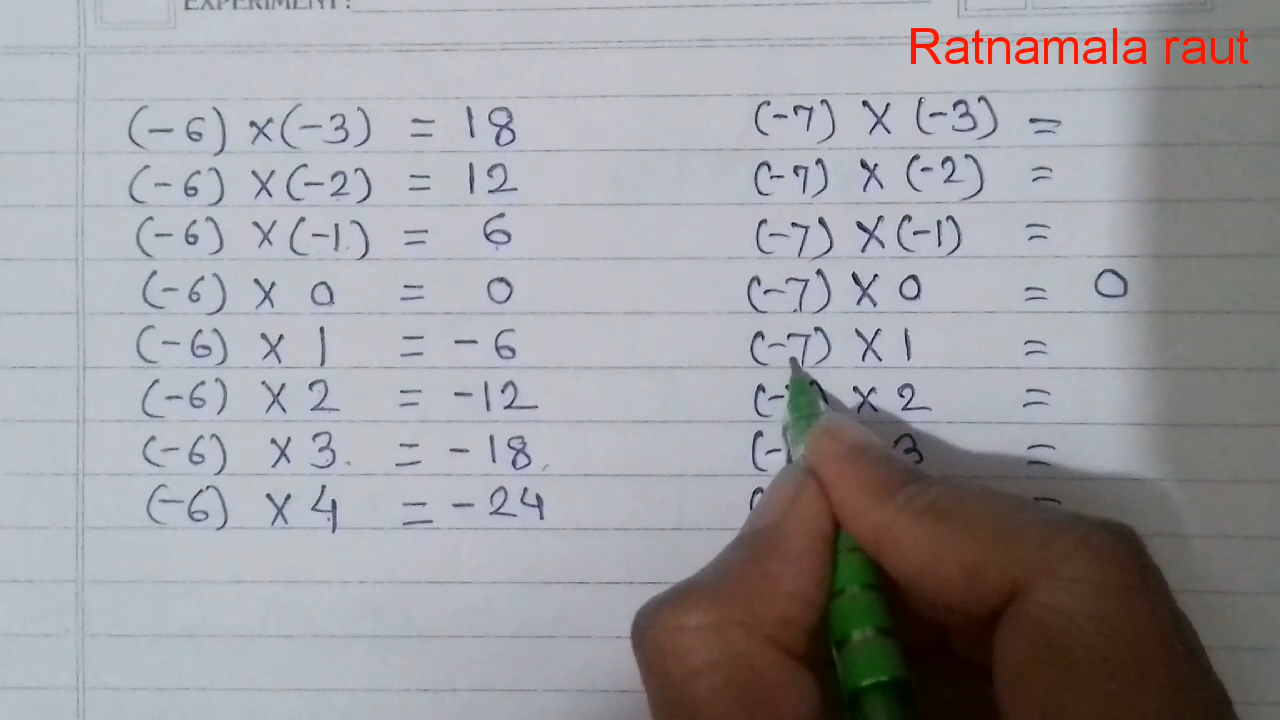 EXPERIMENT:
Ratnamala raut
(-6) × (-3) = 18
(-6) × (-2) = 12
(-6) × (-1) = 6
(-6) × 0 = 0
(-6) × 1 = -6
(-6) × 2 = -12
(-6) × 3. = -18.
(-6) × 4 = -24
(-7) × (-3) =
(-7) × (-2) =
(-7) × (-1) =
(-7) × 0 = 0
(-7) × 1 =
× 2 =
3 =
=